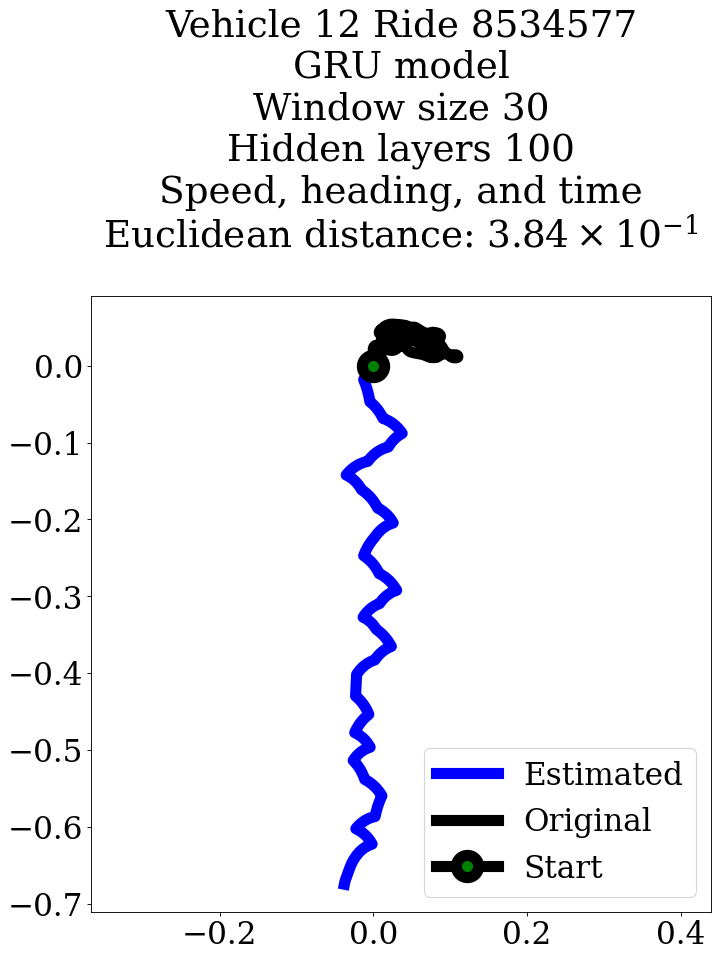 Vehicle 12 Ride 8534577
GRU model
Window size 30
Hidden layers 100
Speed, heading, and time
Euclidean distance: 3.84 × 10⁻¹
0.0
−0.1
−0.2
−0.3
−0.4
−0.5
−0.6
−0.7
Estimated
Original
Start
−0.2 0.0 0.2 0.4